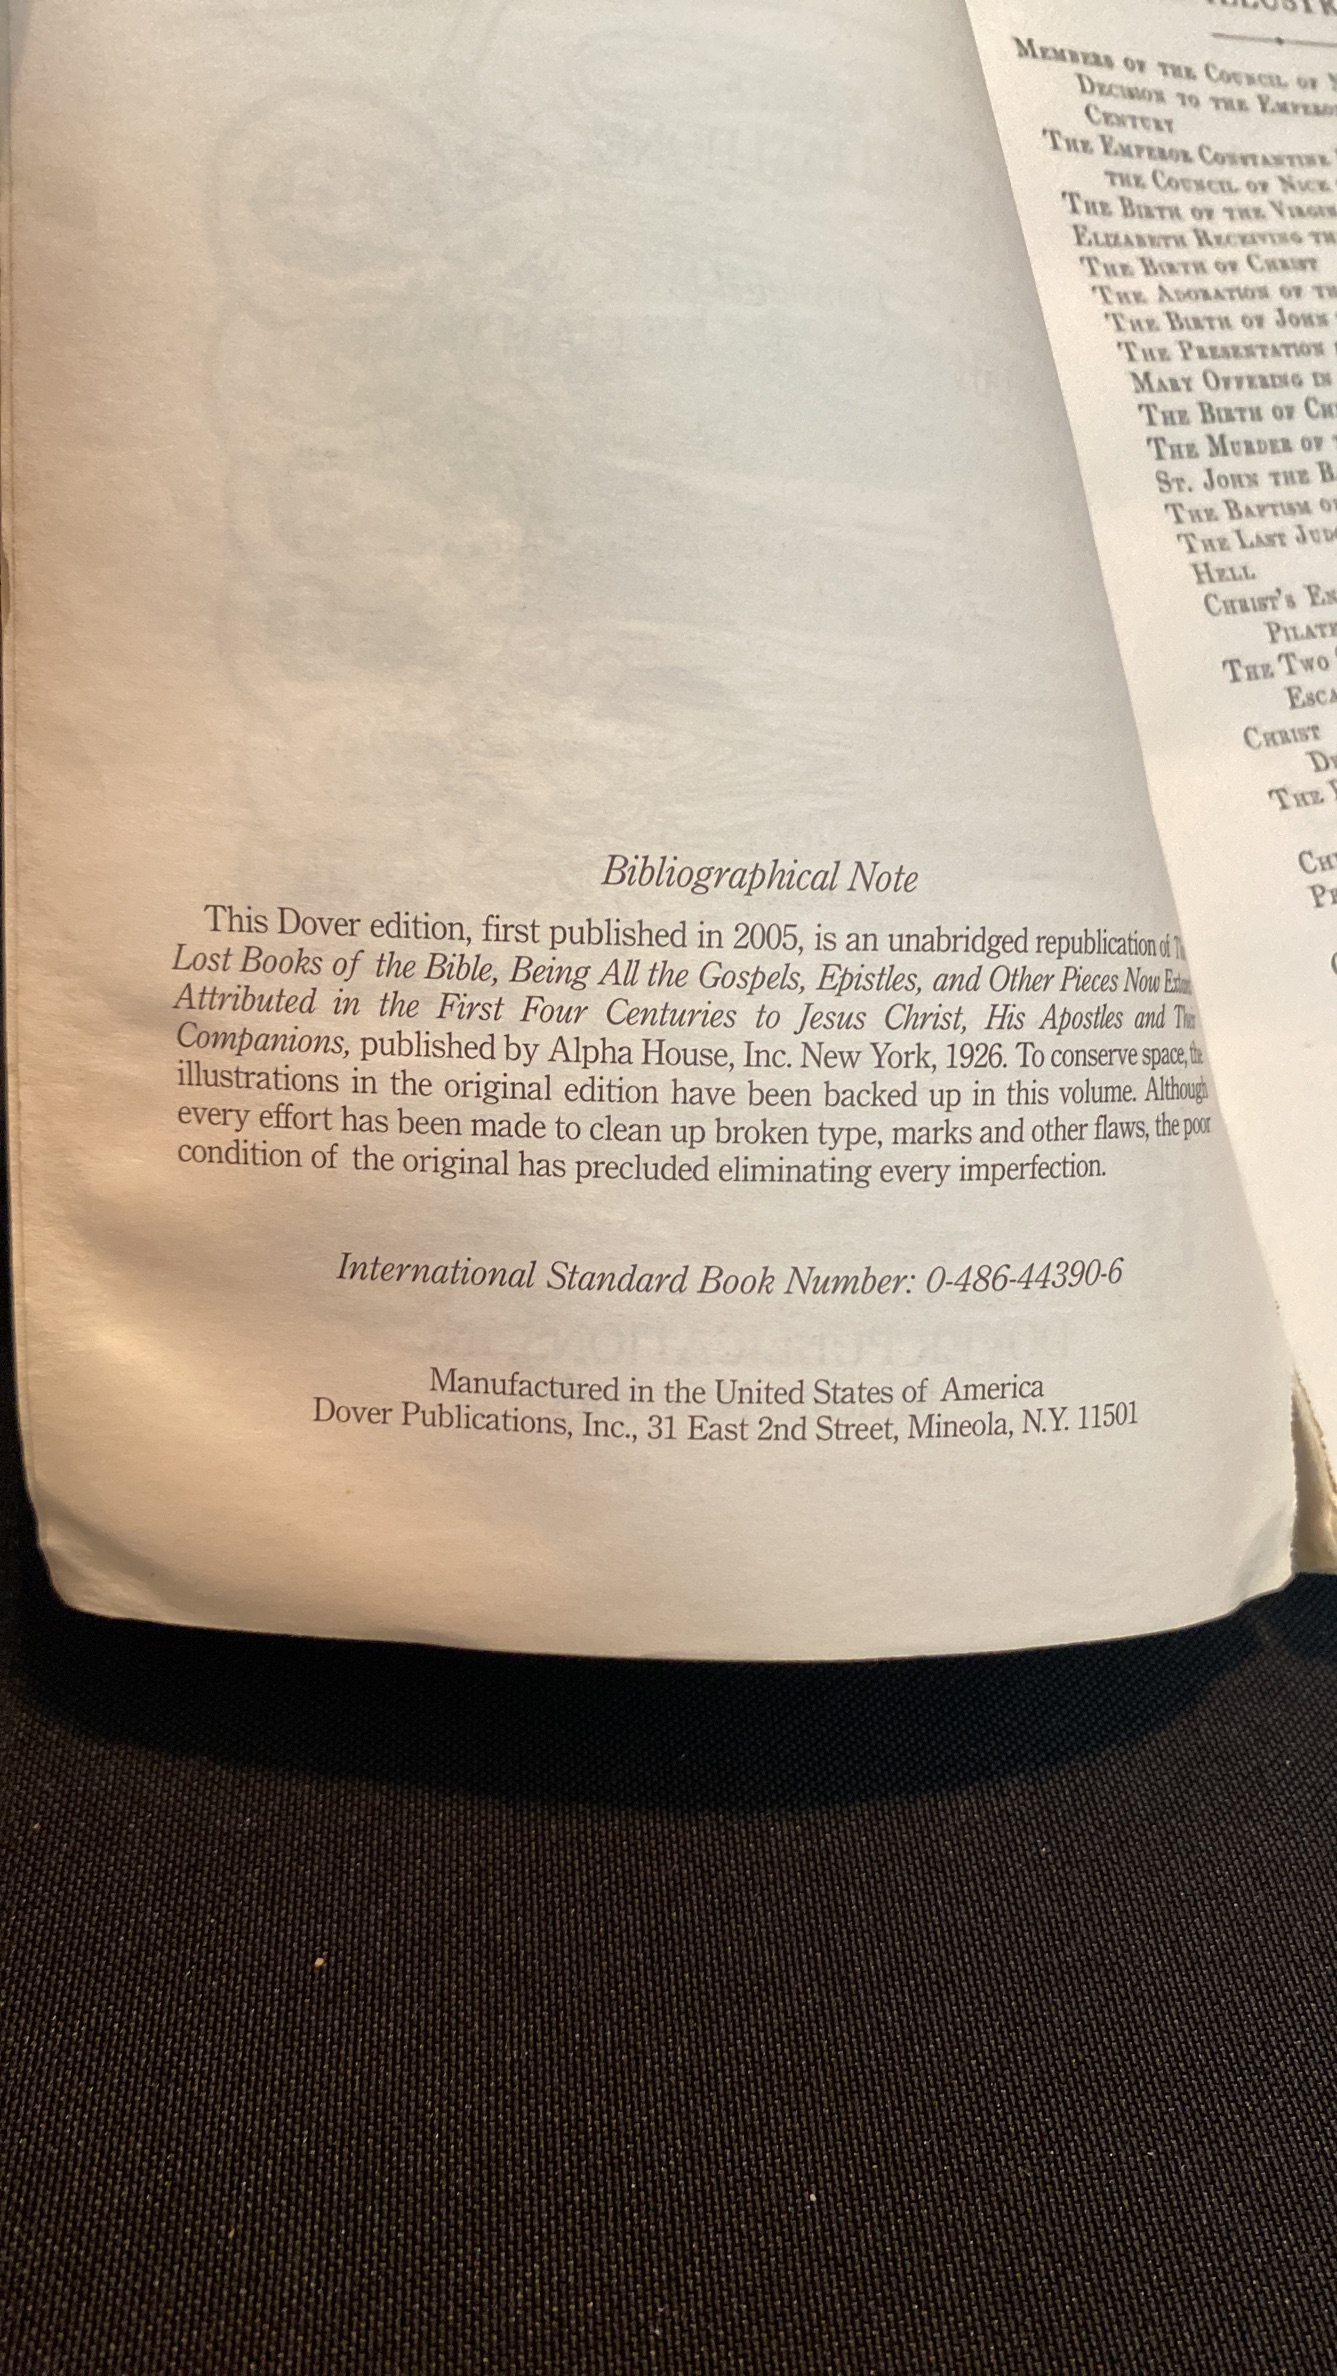 Bibliographical Note
This Dover edition, first published in 2005, is an unabridged republication of
Lost Books of the Bible, Being All the Gospels, Epistles, and Other Pieces Now Extant
Attributed in the First Four Centuries to Jesus Christ, His Apostles and Their
Companions, published by Alpha House, Inc. New York, 1926. To conserve space, the
illustrations in the original edition have been backed up in this volume. Although
every effort has been made to clean up broken type, marks and other flaws, the poor
condition of the original has precluded eliminating every imperfection.
International Standard Book Number: 0-486-44390-6
Manufactured in the United States of America
Dover Publications, Inc., 31 East 2nd Street, Mineola, N.Y. 11501
MEMBERS OF THE COUNCIL OF
DECISION TO THE
CENTURY
THE EMPEROR CONSTANTINE
THE COUNCIL OF NICE
THE BIRTH OF THE VIRGIN
ELIZABETH RECEIVING
THE BIRTH OF CHRIST
THE ADORATION OF
THE BIRTH OF JOHN
THE PRESENTATION
MARY OFFERING IN
THE BIRTH OF
THE MURDER OF
ST. JOHN THE
THE BAPTISM
THE LAST
HELL
CHRIST'S
THE TWO
CHRIST
THE